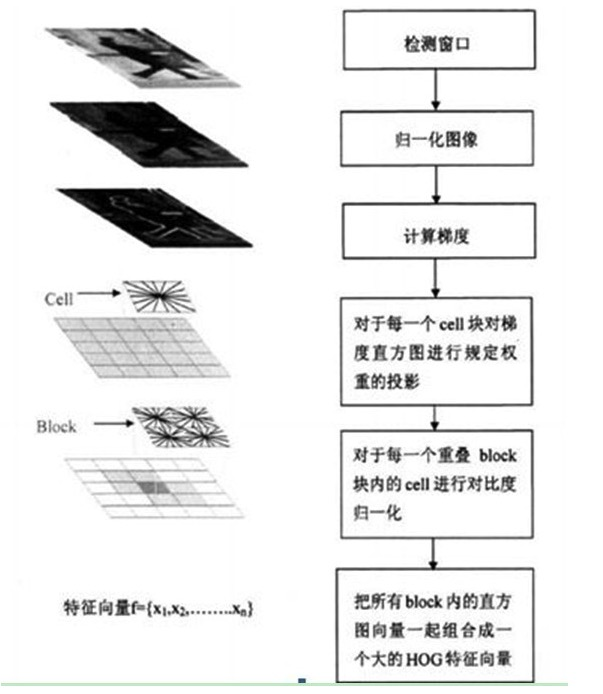 检测窗口
归一化图像
计算梯度
Cell
对于每一个 cell 块对梯
度直方图进行规定权
重的投影
Block
对于每一个重叠 block
块内的 cell 进行对比度
归一化
特征向量f={x₁,x₂,........xₙ}
把所有 block 内的直方
图向量一起组合成一
个大的 HOG 特征向量